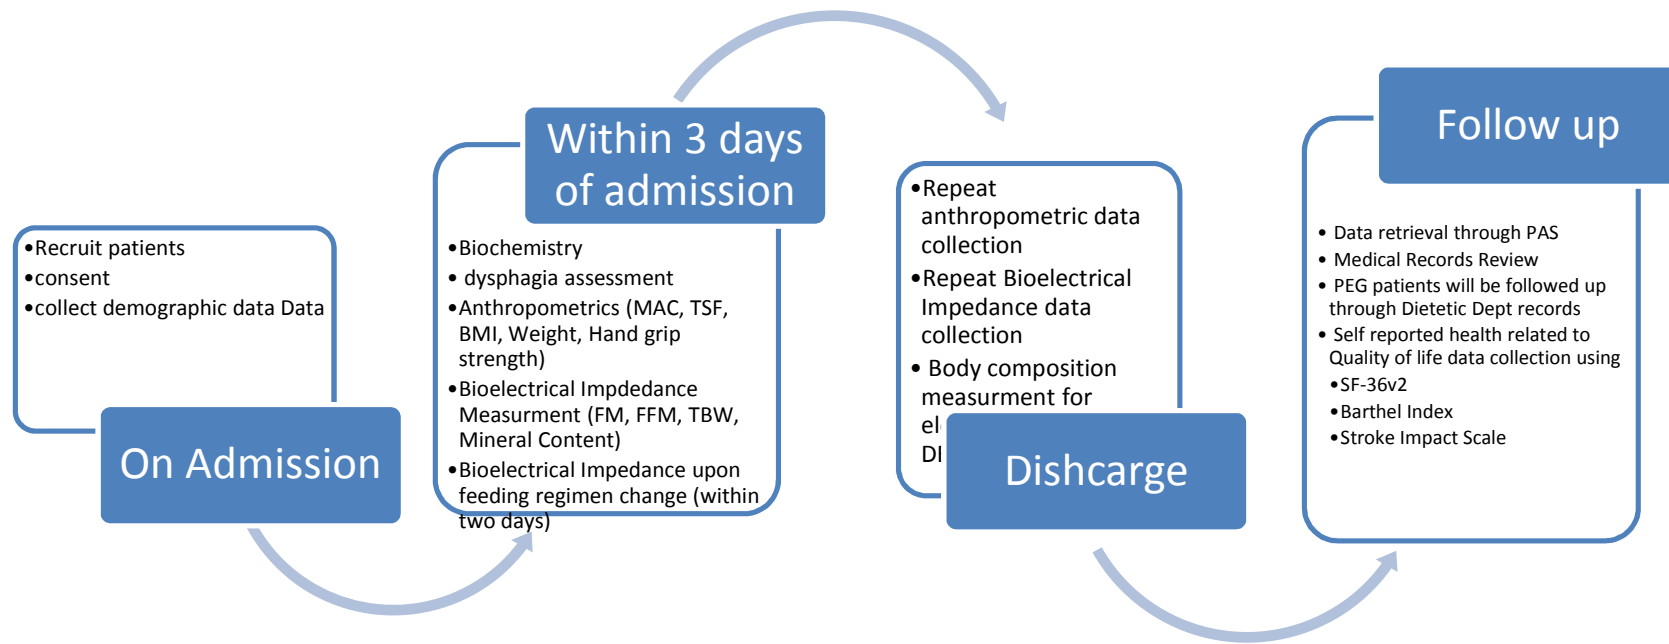 •Recruit patients
•consent
•collect demographic data Data
On Admission
Within 3 days
of admission
•Biochemistry
• dysphagia assessment
•Anthropometrics (MAC, TSF,
BMI, Weight, Hand grip
strength)
•Bioelectrical Impdedance
Measurment (FM, FFM, TBW,
Mineral Content)
•Bioelectrical Impedance upon
feeding regimen change (within
two days)
•Repeat
anthropometric data
collection
•Repeat Bioelectrical
Impedance data
collection
• Body composition
measurment for
Dishcarge
Follow up
• Data retrieval through PAS
• Medical Records Review
• PEG patients will be followed up
through Dietetic Dept records
• Self reported health related to
Quality of life data collection using
•SF-36v2
•Barthel Index
•Stroke Impact Scale